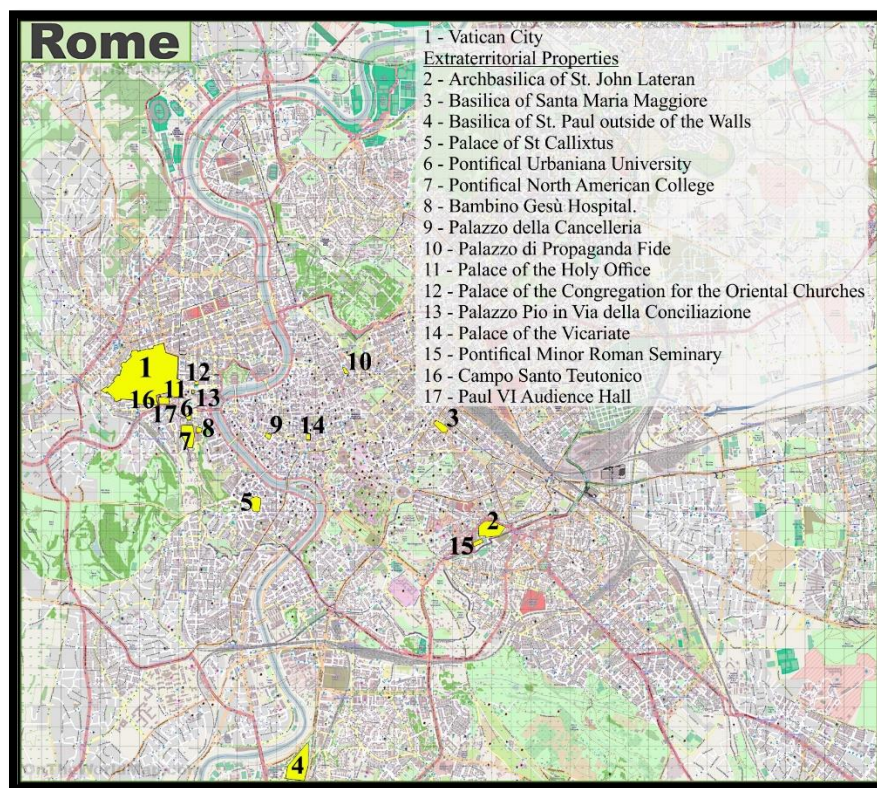 Rome
1 - Vatican City
Extraterritorial Properties
2 - Archbasilica of St. John Lateran
3 - Basilica of Santa Maria Maggiore
4 - Basilica of St. Paul outside of the Walls
5 - Palace of St Callixtus
6 - Pontifical Urbaniana University
7 - Pontifical North American College
8 - Bambino Gesù Hospital.
9 - Palazzo della Cancelleria
10 - Palazzo di Propaganda Fide
11 - Palace of the Holy Office
12 - Palace of the Congregation for the Oriental Churches
13 - Palazzo Pio in Via della Conciliazione
14 - Palace of the Vicariate
15 - Pontifical Minor Roman Seminary
16 - Campo Santo Teutonico
17 - Paul VI Audience Hall
10
1
12
11
16
13
17
6
3
9
14
8
7
5
2
15
4